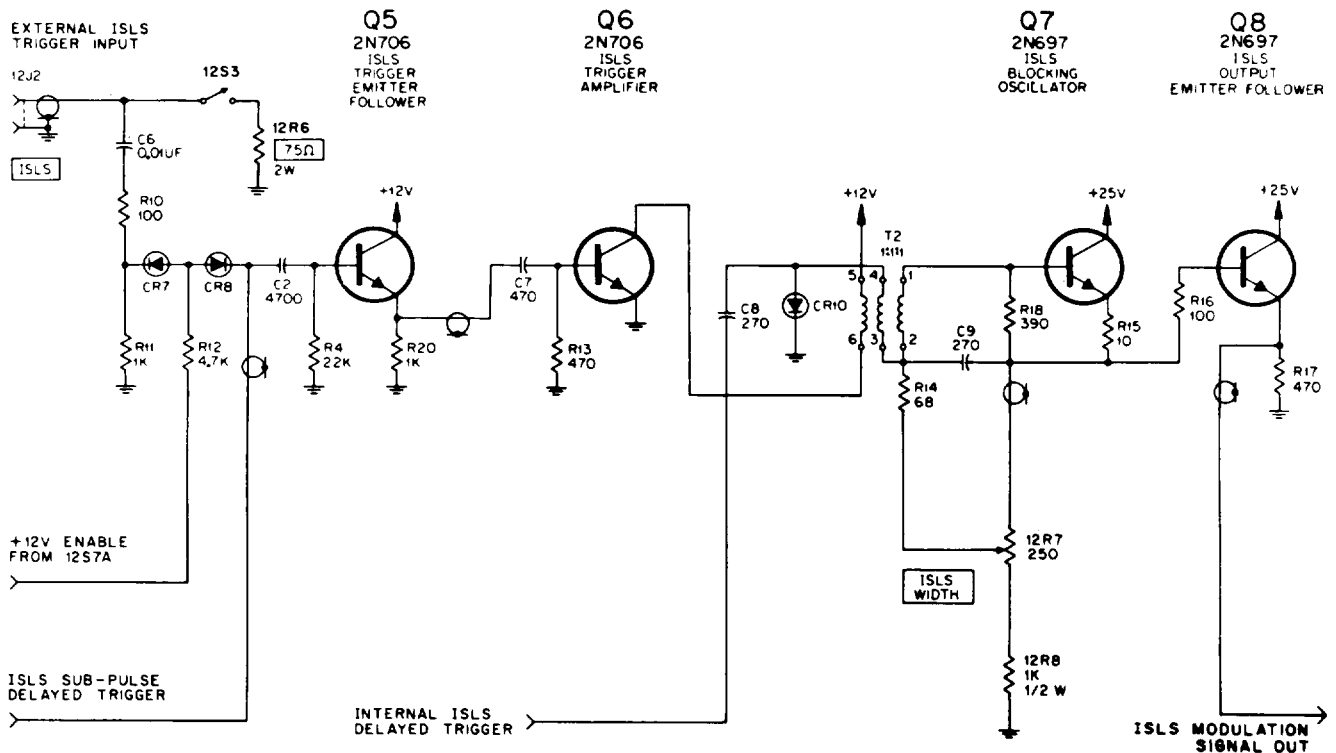 EXTERNAL ISLS
TRIGGER INPUT
12J2
12S3
12R6
75Ω
2W
ISLS
C6
0.01UF
R10
100
CR7
CR8
C2
4700
R11
1K
R12
4.7K
R4
22K
Q5
2N706
ISLS
TRIGGER
EMITTER
FOLLOWER
+12V
R20
1K
C7
470
R13
470
Q6
2N706
ISLS
TRIGGER
AMPLIFIER
C8
270
CR10
+12V
T2
1:1:1
5
4
1
6
3
2
R14
68
C9
270
Q7
2N697
ISLS
BLOCKING
OSCILLATOR
+25V
R18
390
R15
10
R16
100
Q8
2N697
ISLS
OUTPUT
EMITTER FOLLOWER
+25V
R17
470
12R7
250
ISLS
WIDTH
12R8
1K
1/2 W
+12V ENABLE
FROM 12S7A
ISLS SUB-PULSE
DELAYED TRIGGER
INTERNAL ISLS
DELAYED TRIGGER
ISLS MODULATION
SIGNAL OUT